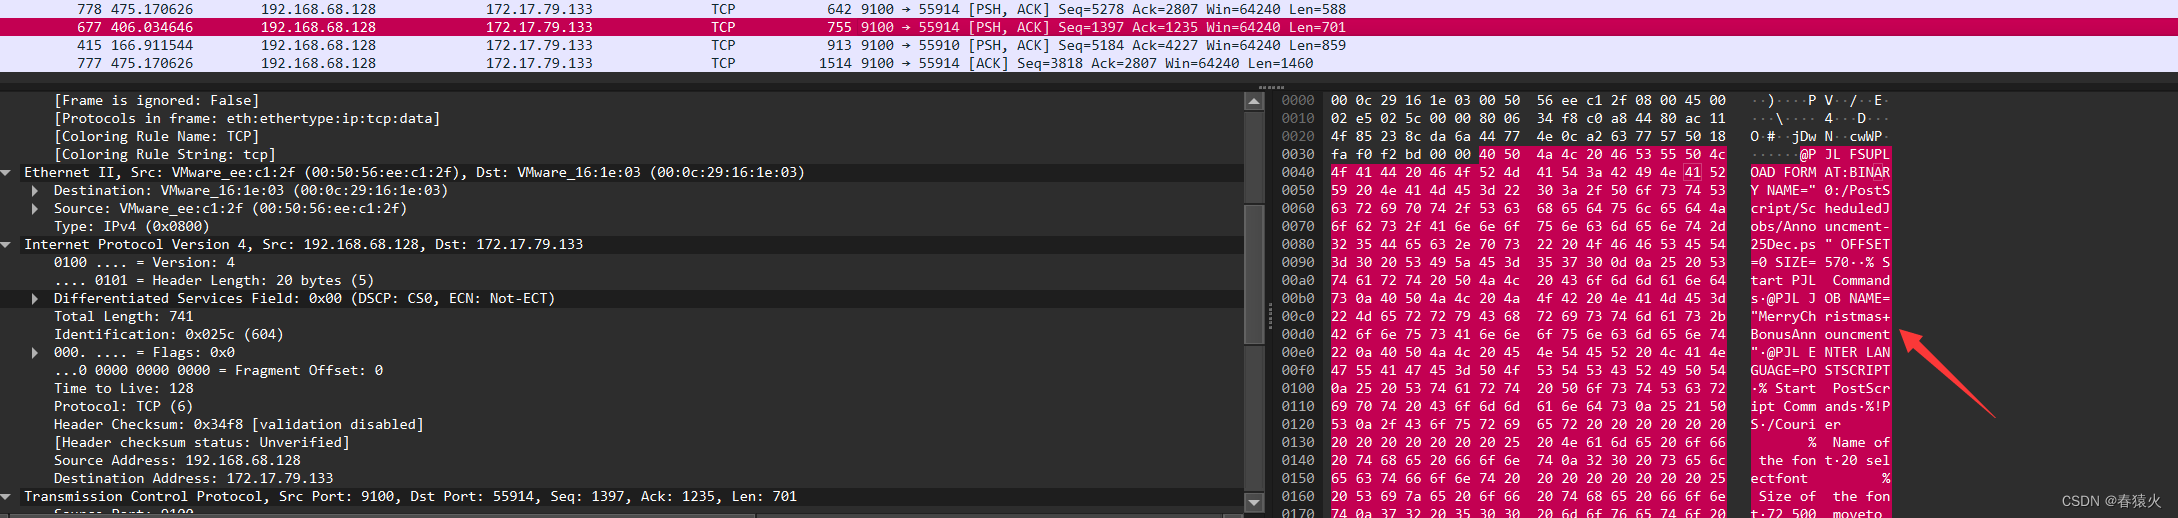 778 475.170626 192.168.68.128 172.17.79.133 TCP 642 9100 → 55914 [PSH, ACK] Seq=5278 Ack=2807 Win=64240 Len=588
677 406.034646 192.168.68.128 172.17.79.133 TCP 755 9100 → 55914 [PSH, ACK] Seq=1397 Ack=1235 Win=64240 Len=701
415 166.911544 192.168.68.128 172.17.79.133 TCP 913 9100 → 55910 [PSH, ACK] Seq=5184 Ack=4227 Win=64240 Len=859
777 475.170626 192.168.68.128 172.17.79.133 TCP 1514 9100 → 55914 [ACK] Seq=3818 Ack=2807 Win=64240 Len=1460
[Frame is ignored: False]
[Protocols in frame: eth:ethertype:ip:tcp:data]
[Coloring Rule Name: TCP]
[Coloring Rule String: tcp]
Ethernet II, Src: VMware_ee:c1:2f (00:50:56:ee:c1:2f), Dst: VMware_16:1e:03 (00:0c:29:16:1e:03)
Destination: VMware_16:1e:03 (00:0c:29:16:1e:03)
Source: VMware_ee:c1:2f (00:50:56:ee:c1:2f)
Type: IPv4 (0x0800)
Internet Protocol Version 4, Src: 192.168.68.128, Dst: 172.17.79.133
0100 .... = Version: 4
.... 0101 = Header Length: 20 bytes (5)
Differentiated Services Field: 0x00 (DSCP: CS0, ECN: Not-ECT)
Total Length: 741
Identification: 0x025c (604)
000. .... = Flags: 0x0
...0 0000 0000 0000 = Fragment Offset: 0
Time to Live: 128
Protocol: TCP (6)
Header Checksum: 0x34f8 [validation disabled]
[Header checksum status: Unverified]
Source Address: 192.168.68.128
Destination Address: 172.17.79.133
Transmission Control Protocol, Src Port: 9100, Dst Port: 55914, Seq: 1397, Ack: 1235, Len: 701
0000 00 0c 29 16 1e 03 00 50 56 ee c1 2f 08 00 45 00 ··)····P V··/··E·
0010 02 e5 02 5c 00 00 80 06 34 f8 c0 a8 44 80 ac 11 ···\···· 4···D···
0020 4f 85 23 8c da 6a 44 77 4e 0c a2 63 77 57 50 18 O·#··jDw N··cwWP·
0030 fa f0 f2 bd 00 00 40 50 4a 4c 20 46 53 55 50 4c ······@P JL FSUPL
0040 4f 41 44 20 46 4f 52 4d 41 54 3a 42 49 4e 41 52 OAD FORM AT:BINAR
0050 59 20 4e 41 4d 45 3d 22 30 3a 2f 50 6f 73 74 53 Y NAME=" 0:/PostS
0060 63 72 69 70 74 2f 53 63 68 65 64 75 6c 65 64 4a cript/Sc heduledJ
0070 6f 62 73 2f 41 6e 6e 6f 75 6e 63 6d 65 6e 74 2d obs/Anno uncment-
0080 32 35 44 65 63 2e 70 73 22 20 4f 46 46 53 45 54 25Dec.ps " OFFSET
0090 3d 30 20 53 49 5a 45 3d 35 37 30 0d 0a 25 20 53 =0 SIZE= 570··% S
00a0 74 61 72 74 20 50 4a 4c 20 43 6f 6d 6d 61 6e 64 tart PJL Command
00b0 73 0a 40 50 4a 4c 20 4a 4f 42 20 4e 41 4d 45 3d s·@PJL J OB NAME=
00c0 22 4d 65 72 72 79 43 68 72 69 73 74 6d 61 73 2b "MerryCh ristmas+
00d0 42 6f 6e 75 73 41 6e 6e 6f 75 6e 63 6d 65 6e 74 BonusAnn ouncment
00e0 22 0a 40 50 4a 4c 20 45 4e 54 45 52 20 4c 41 4e "·@PJL E NTER LAN
00f0 47 55 41 47 45 3d 50 4f 53 54 53 43 52 49 50 54 GUAGE=PO STSCRIPT
0100 0a 25 20 53 74 61 72 74 20 50 6f 73 74 53 63 72 ·% Start PostScr
0110 69 70 74 20 43 6f 6d 6d 61 6e 64 73 0a 25 21 50 ipt Comm ands·%!P
0120 53 0a 2f 43 6f 75 72 69 65 72 20 20 20 20 20 20 S·/Couri er
0130 20 20 20 20 20 20 20 25 20 4e 61 6d 65 20 6f 66 % Name of
0140 20 74 68 65 20 66 6f 6e 74 0a 32 30 20 73 65 6c the fon t·20 sel
0150 65 63 74 66 6f 6e 74 20 20 20 20 20 20 20 20 25 ectfont %
0160 20 53 69 7a 65 20 6f 66 20 74 68 65 20 66 6f 6e Size of the fon
0170 74 0a 37 32 20 35 30 30 20 6d 6f 76 65 74 6f 20 t·72 500 moveto
CSDN @春猿火